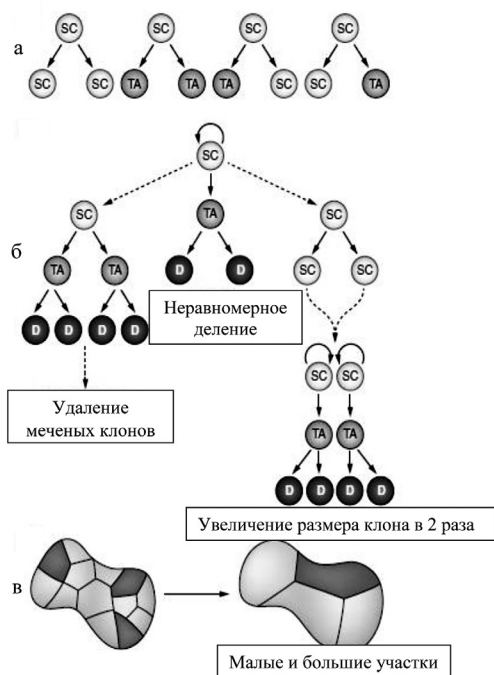 SC SC SC SC
а
SC SC TA TA TA SC SC TA
SC
SC TA SC
б
TA TA D D SC SC
D D D D
Неравномерное
деление
SC SC
Удаление
меченых клонов
TA TA
D D D D
Увеличение размера клона в 2 раза
в
Малые и большие участки